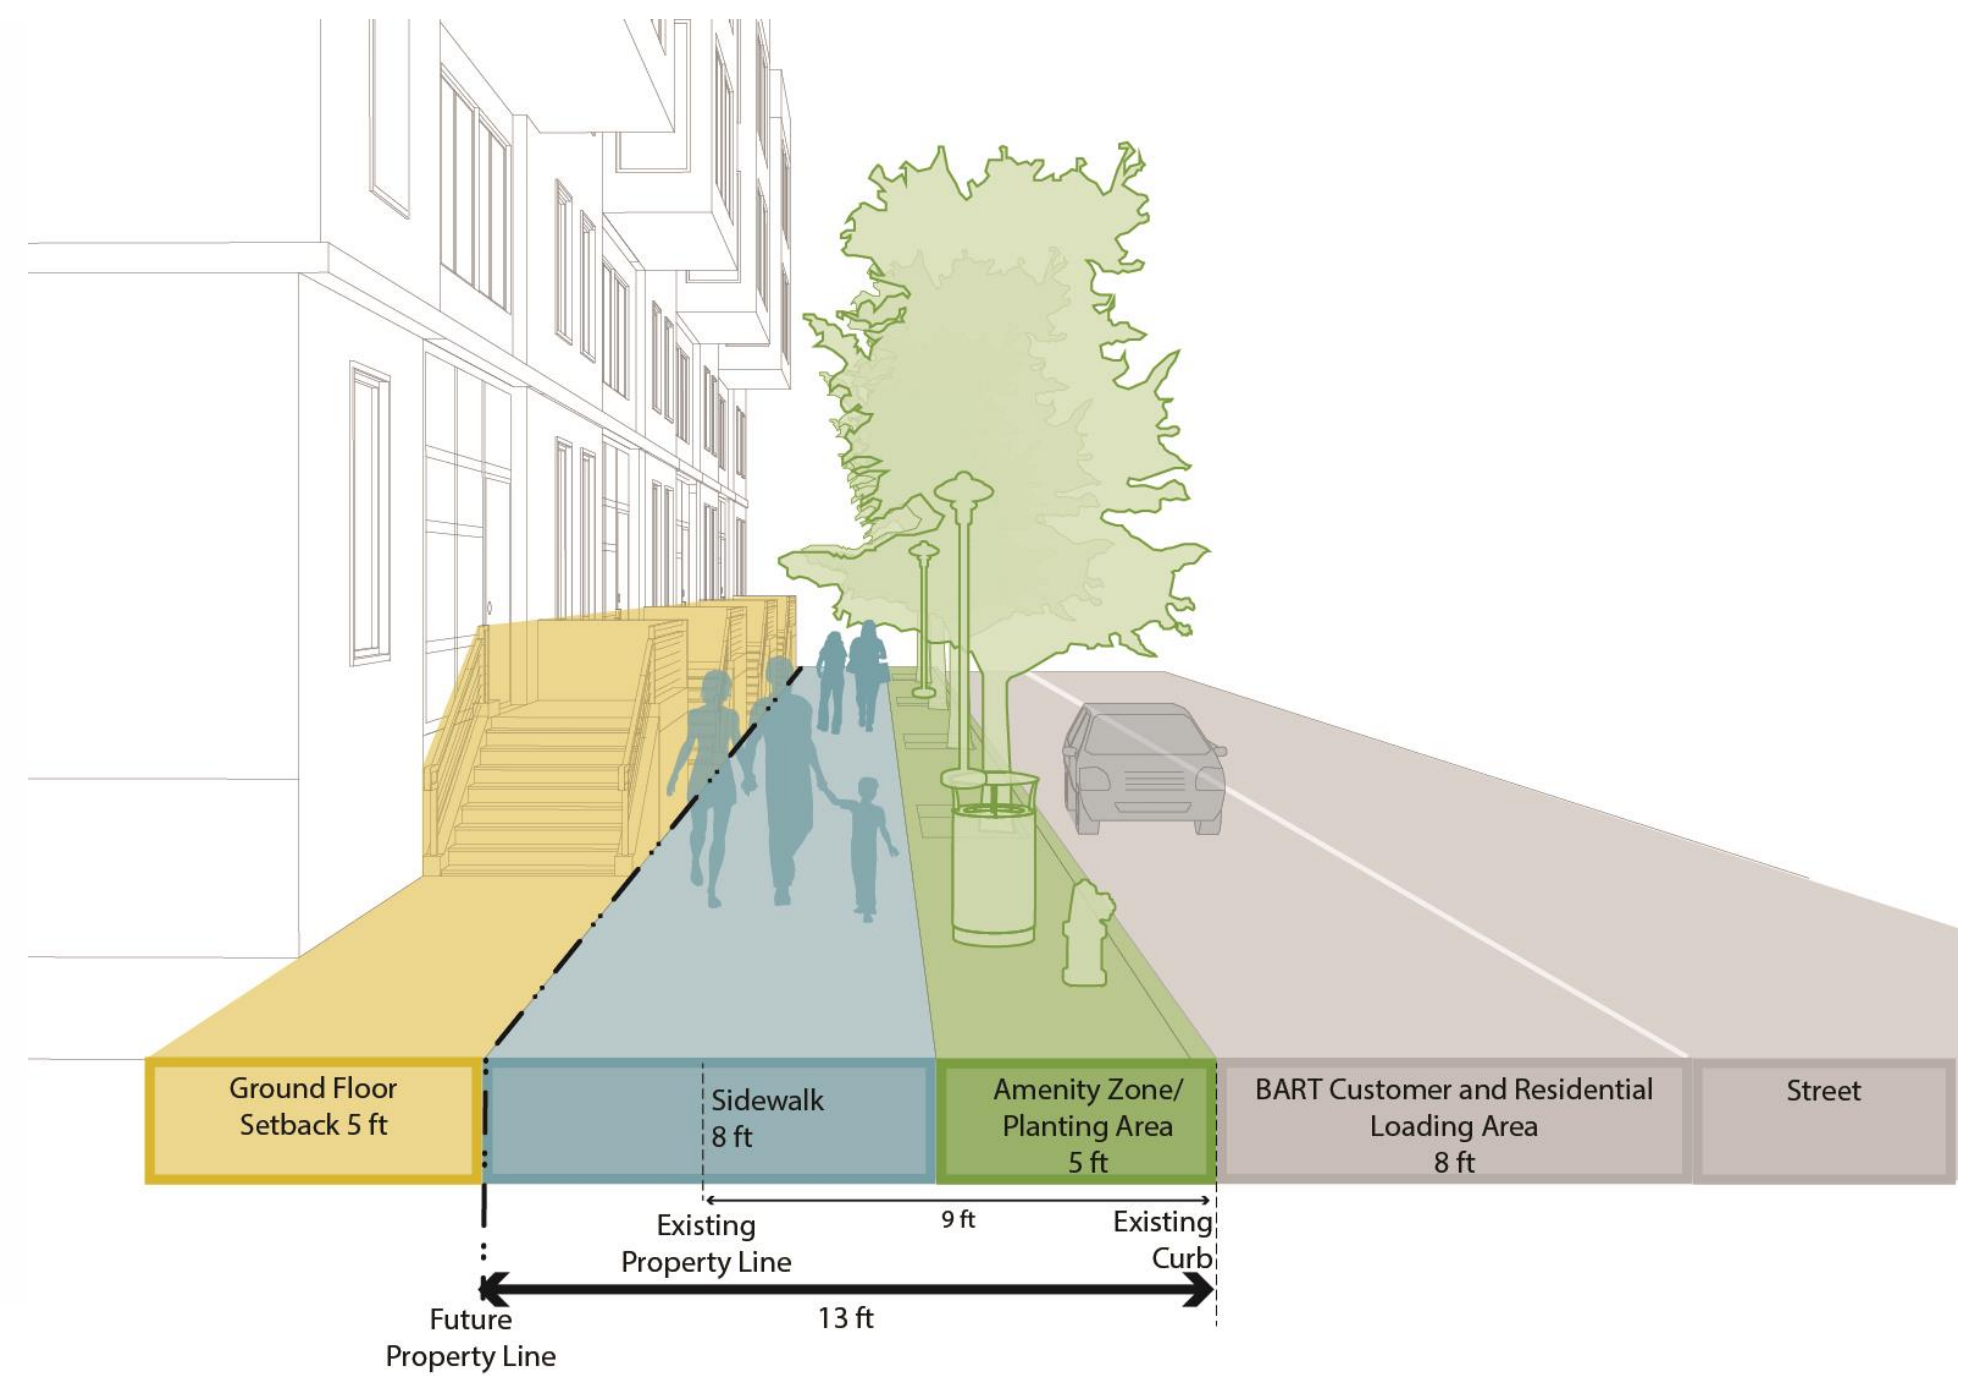 Ground Floor
Setback 5 ft
Sidewalk
8 ft
Amenity Zone/
Planting Area
5 ft
BART Customer and Residential
Loading Area
8 ft
Street
Existing
Property Line
9 ft
Existing
Curb
13 ft
Future
Property Line